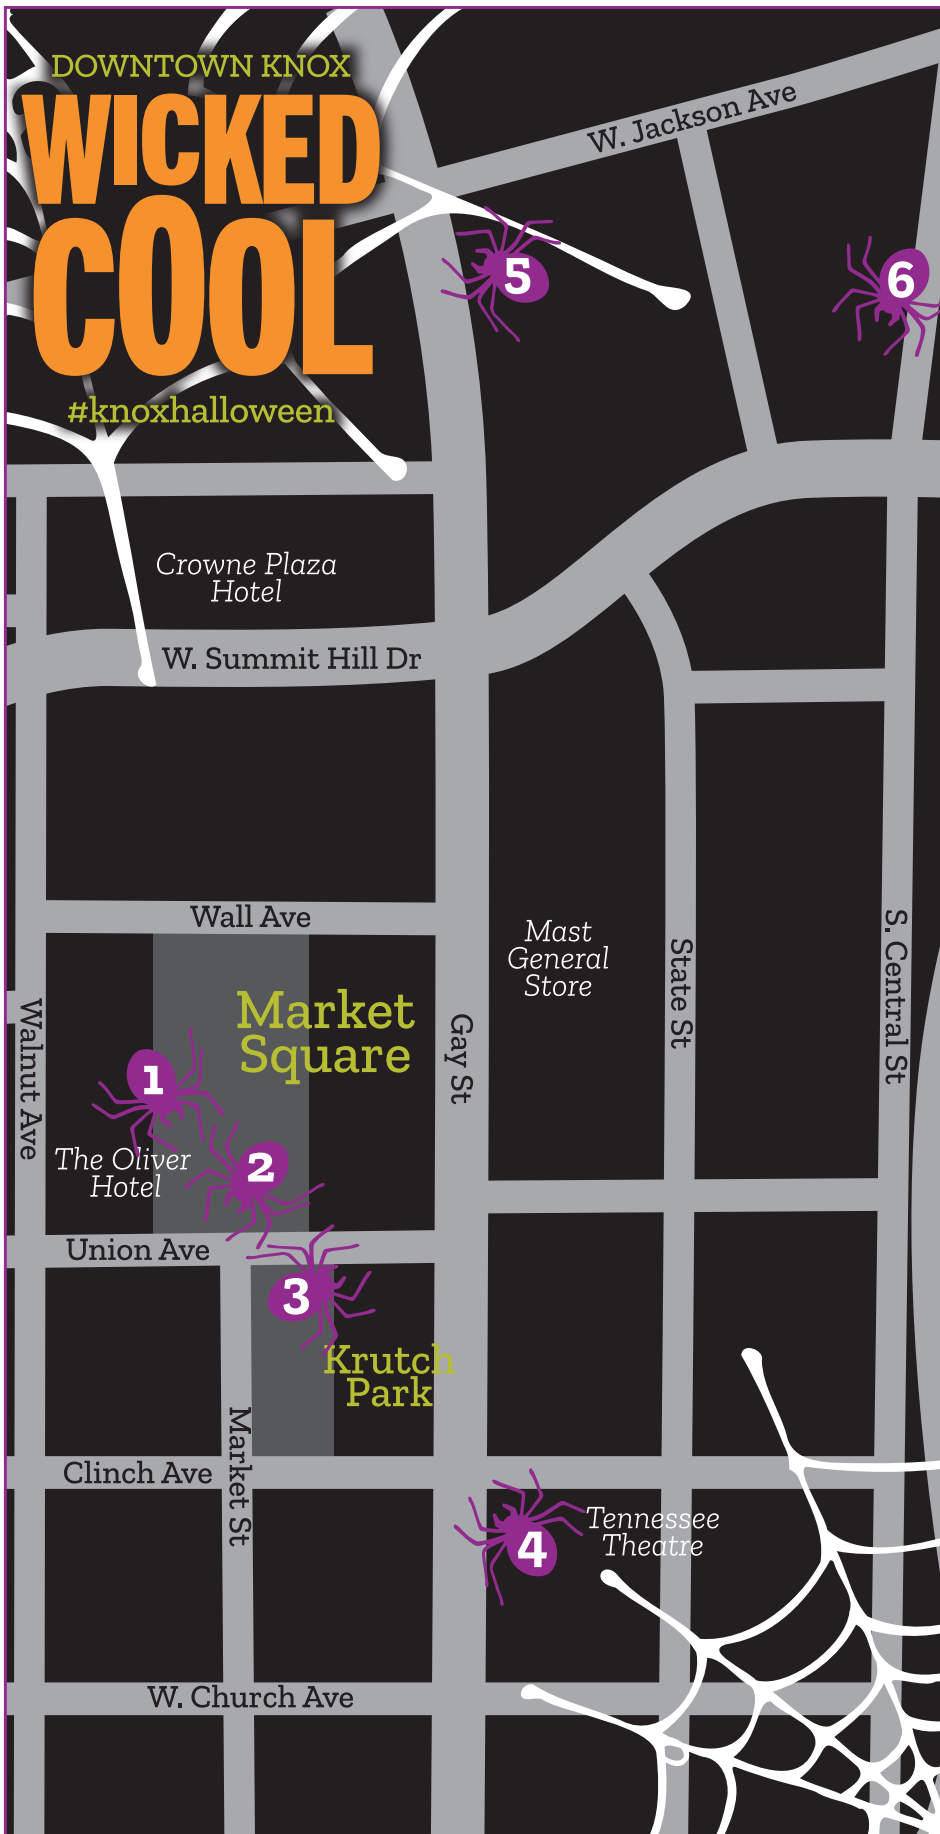 DOWNTOWN KNOX
WICKED
COOL
#knoxhalloween
W. Jackson Ave
5
6
Crowne Plaza
Hotel
W. Summit Hill Dr
Wall Ave
Mast
General
Store
State St
S. Central St
Market
Square
Gay St
Walnut Ave
1
2
The Oliver
Hotel
Union Ave
3
Krutch
Park
Market St
Clinch Ave
4
Tennessee
Theatre
W. Church Ave